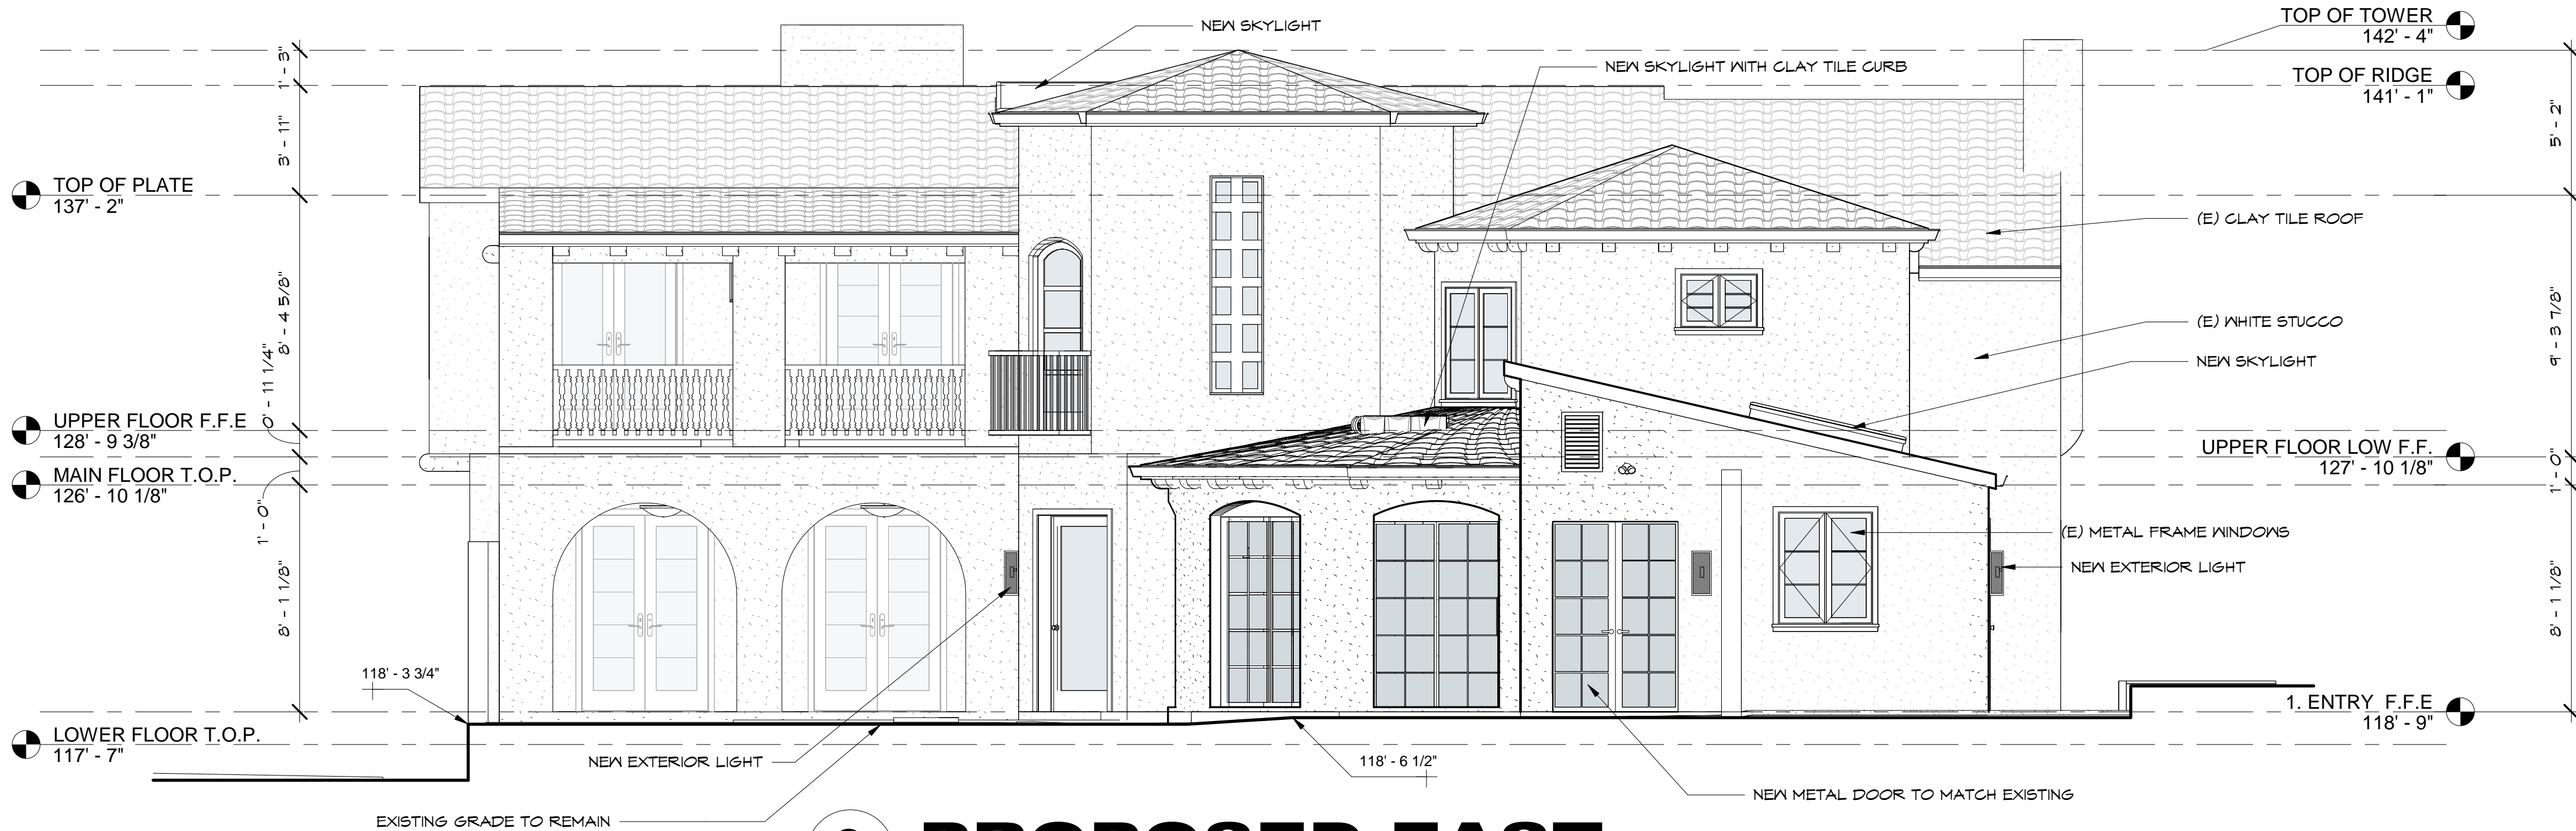 NEW SKYLIGHT
TOP OF TOWER
142' - 4"
NEW SKYLIGHT WITH CLAY TILE CURB
TOP OF RIDGE
141' - 1"
1' - 3"
3' - 11"
5' - 2"
TOP OF PLATE
137' - 2"
(E) CLAY TILE ROOF
8' - 4 5/8"
(E) WHITE STUCCO
9' - 3 7/8"
NEW SKYLIGHT
0' - 11 1/4"
UPPER FLOOR F.F.E
128' - 9 3/8"
UPPER FLOOR LOW F.F.
127' - 10 1/8"
1' - 0"
MAIN FLOOR T.O.P.
126' - 10 1/8"
1' - 0"
(E) METAL FRAME WINDOWS
NEW EXTERIOR LIGHT
8' - 1 1/8"
8' - 1 1/8"
118' - 3 3/4"
1. ENTRY F.F.E
118' - 9"
LOWER FLOOR T.O.P.
117' - 7"
NEW EXTERIOR LIGHT
118' - 6 1/2"
NEW METAL DOOR TO MATCH EXISTING
EXISTING GRADE TO REMAIN
PROPOSED EAST